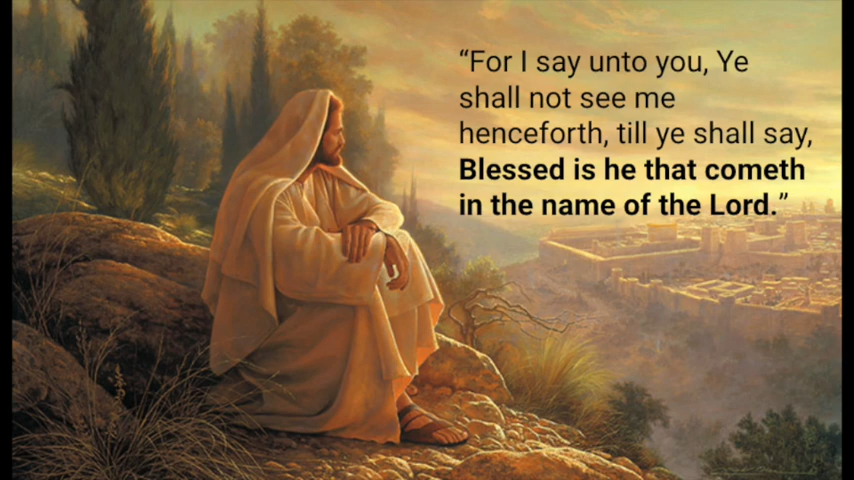 “For I say unto you, Ye
shall not see me
henceforth, till ye shall say,
Blessed is he that cometh
in the name of the Lord.”